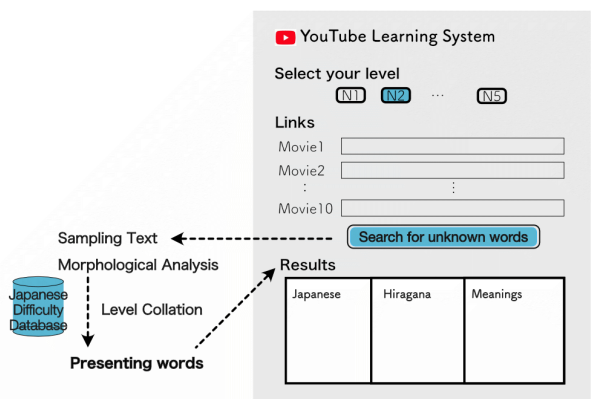 YouTube Learning System
Select your level
N1 N2 ... N5
Links
Movie1
Movie2
:
:
Movie10
Search for unknown words
Sampling Text
Morphological Analysis
Japanese
Difficulty
Database
Level Collation
Presenting words
Results
Japanese Hiragana Meanings